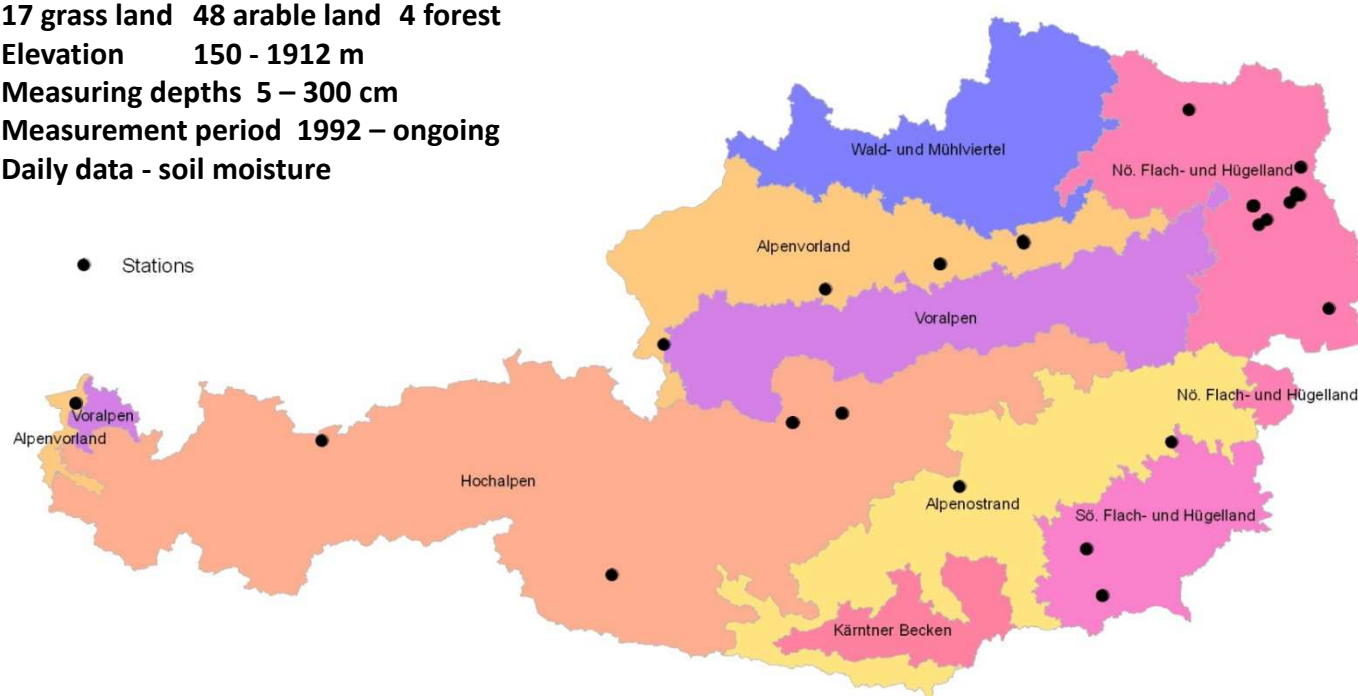 17 grass land 48 arable land 4 forest
Elevation 150 - 1912 m
Measuring depths 5 – 300 cm
Measurement period 1992 – ongoing
Daily data - soil moisture
Wald- und Mühlviertel
Nö. Flach- und Hügelland
Alpenvorland
Stations
Voralpen
Nö. Flach- und Hügelland
Voralpen
Alpenvorland
Hochalpen
Alpenostrand
Sö. Flach- und Hügelland
Kärntner Becken